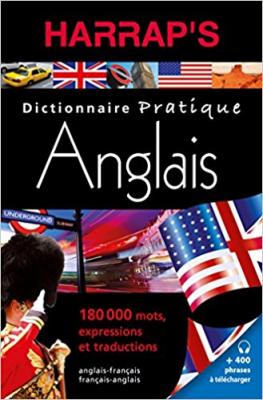 HARRAP'S
Dictionnaire Pratique
Anglais
UNDERGROUND
180 000 mots,
expressions
et traductions
anglais-français
français-anglais
+ 400
phrases
à télécharger